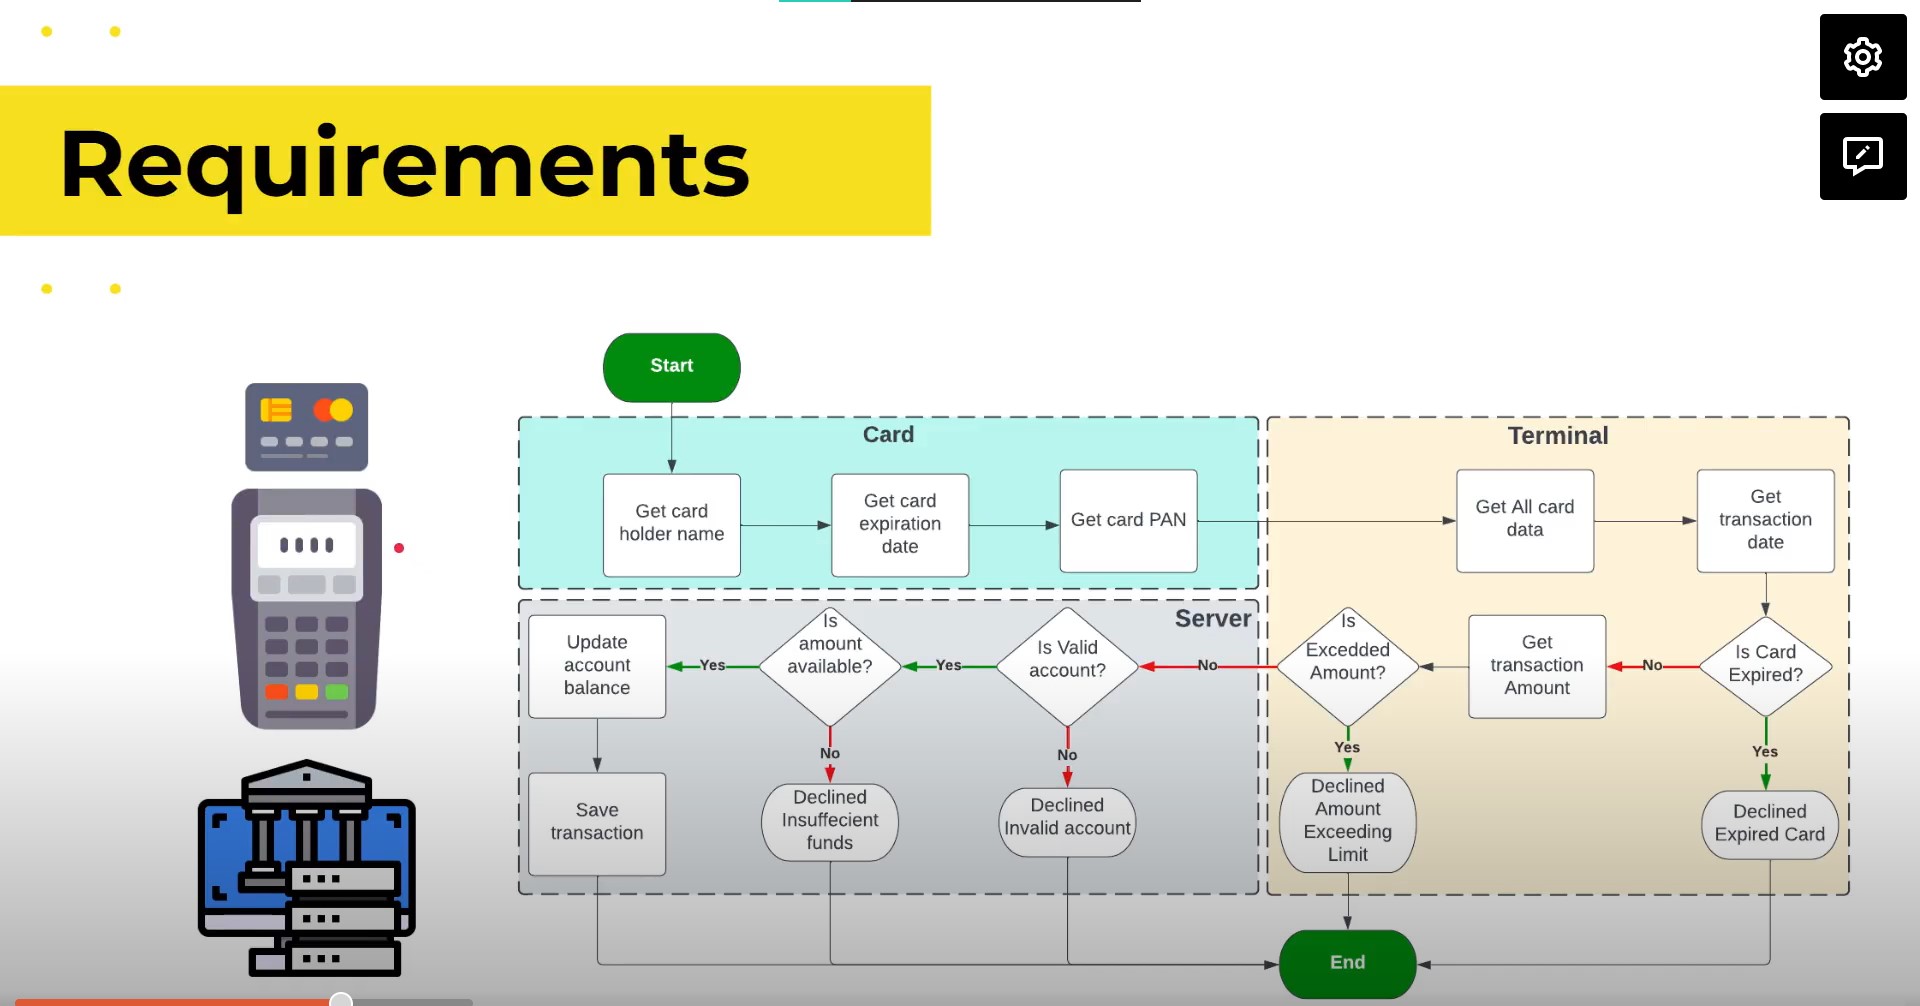 Requirements
Start
Card
Get card
holder name
Get card
expiration
date
Get card PAN
Terminal
Get All card
data
Get
transaction
date
Server
Update
account
balance
Yes
Is
amount
available?
Yes
Is Valid
account?
No
Is
Excedded
Amount?
Get
transaction
Amount
No
Is Card
Expired?
No
No
Yes
Yes
Save
transaction
Declined
Insuffecient
funds
Declined
Invalid account
Declined
Amount
Exceeding
Limit
Declined
Expired Card
End